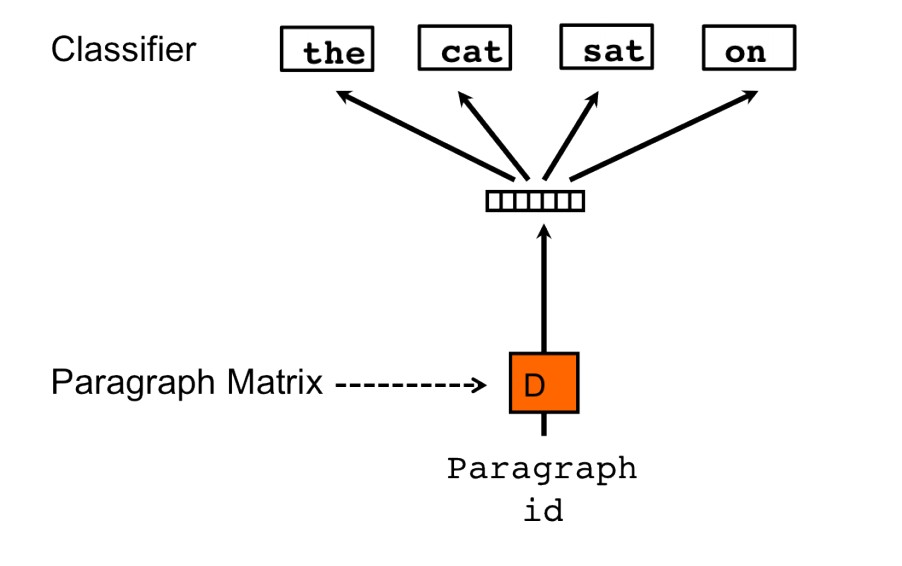 Classifier the cat sat on
Paragraph Matrix D
Paragraph
id